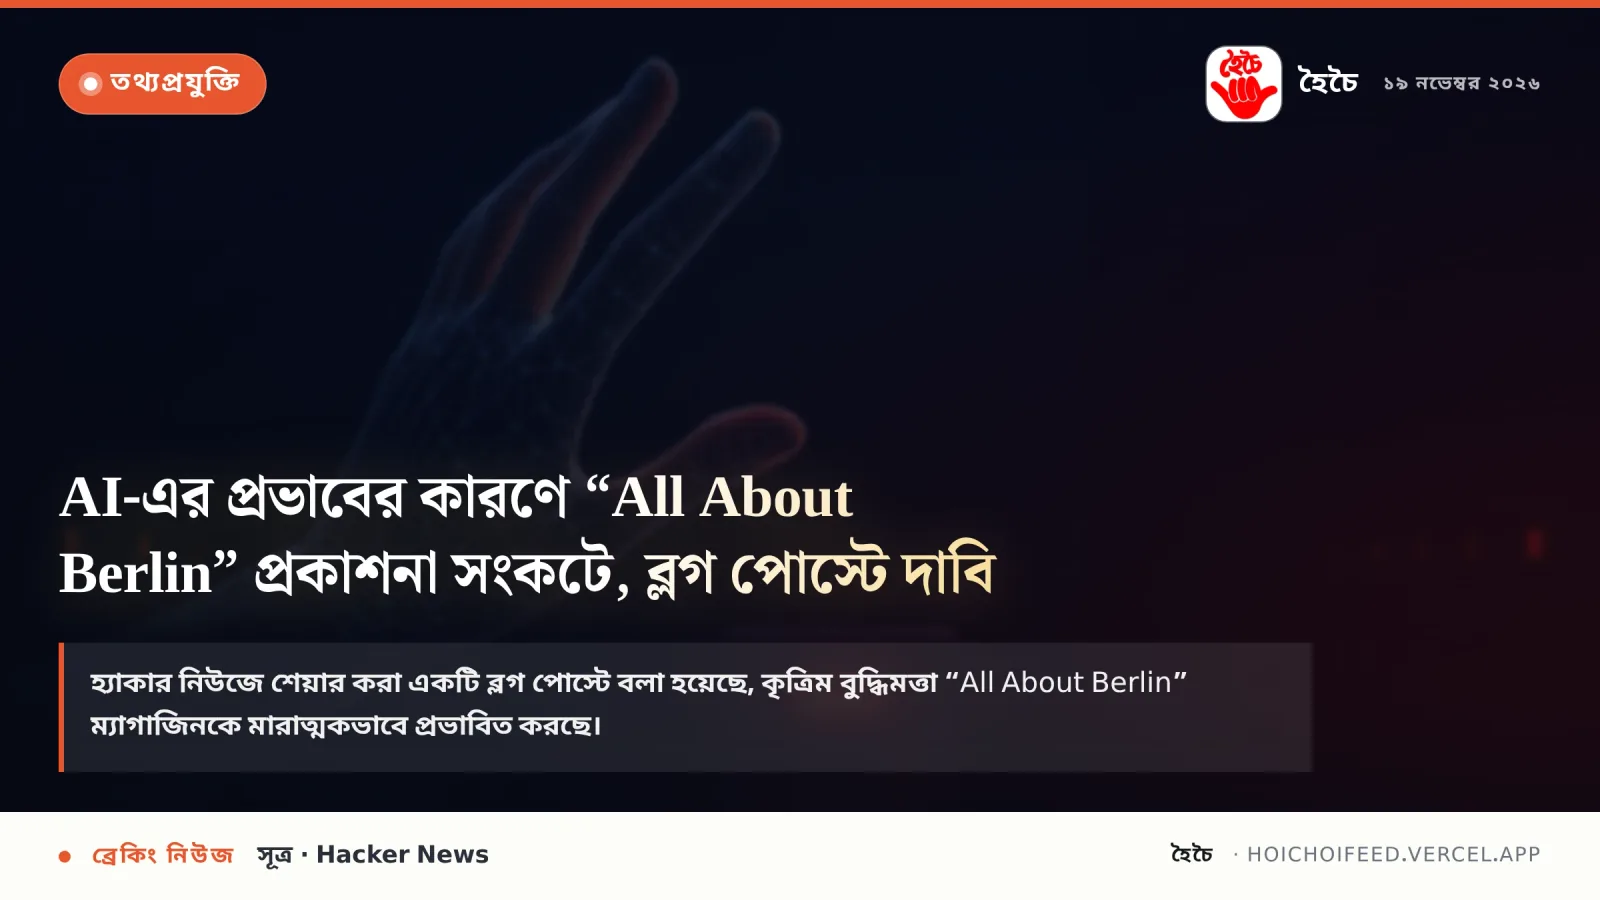 তথ্যপ্রযুক্তি
হৈচৈ
হৈচৈ
১৯ নভেম্বর ২০২৬
AI-এর প্রভাবের কারণে “All About
Berlin” প্রকাশনা সংকটে, ব্লগ পোস্টে দাবি
হ্যাকার নিউজে শেয়ার করা একটি ব্লগ পোস্টে বলা হয়েছে, কৃত্রিম বুদ্ধিমত্তা “All About Berlin”
ম্যাগাজিনকে মারাত্মকভাবে প্রভাবিত করছে।
ব্রেকিং নিউজ সূত্র · Hacker News
হৈচৈ · HOICHOIFEED.VERCEL.APP